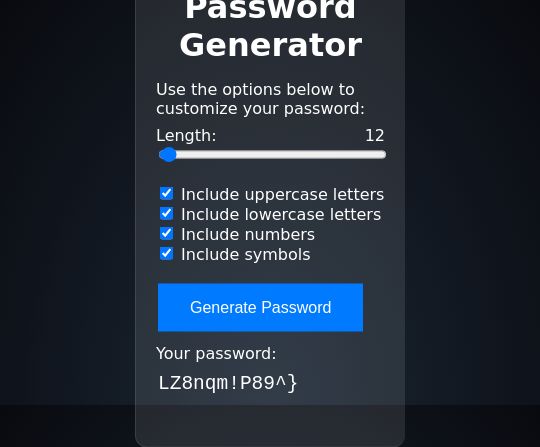 Password
Generator
Use the options below to
customize your password:
Length: 12
Include uppercase letters
Include lowercase letters
Include numbers
Include symbols
Generate Password
Your password:
LZ8nqm!P89^}